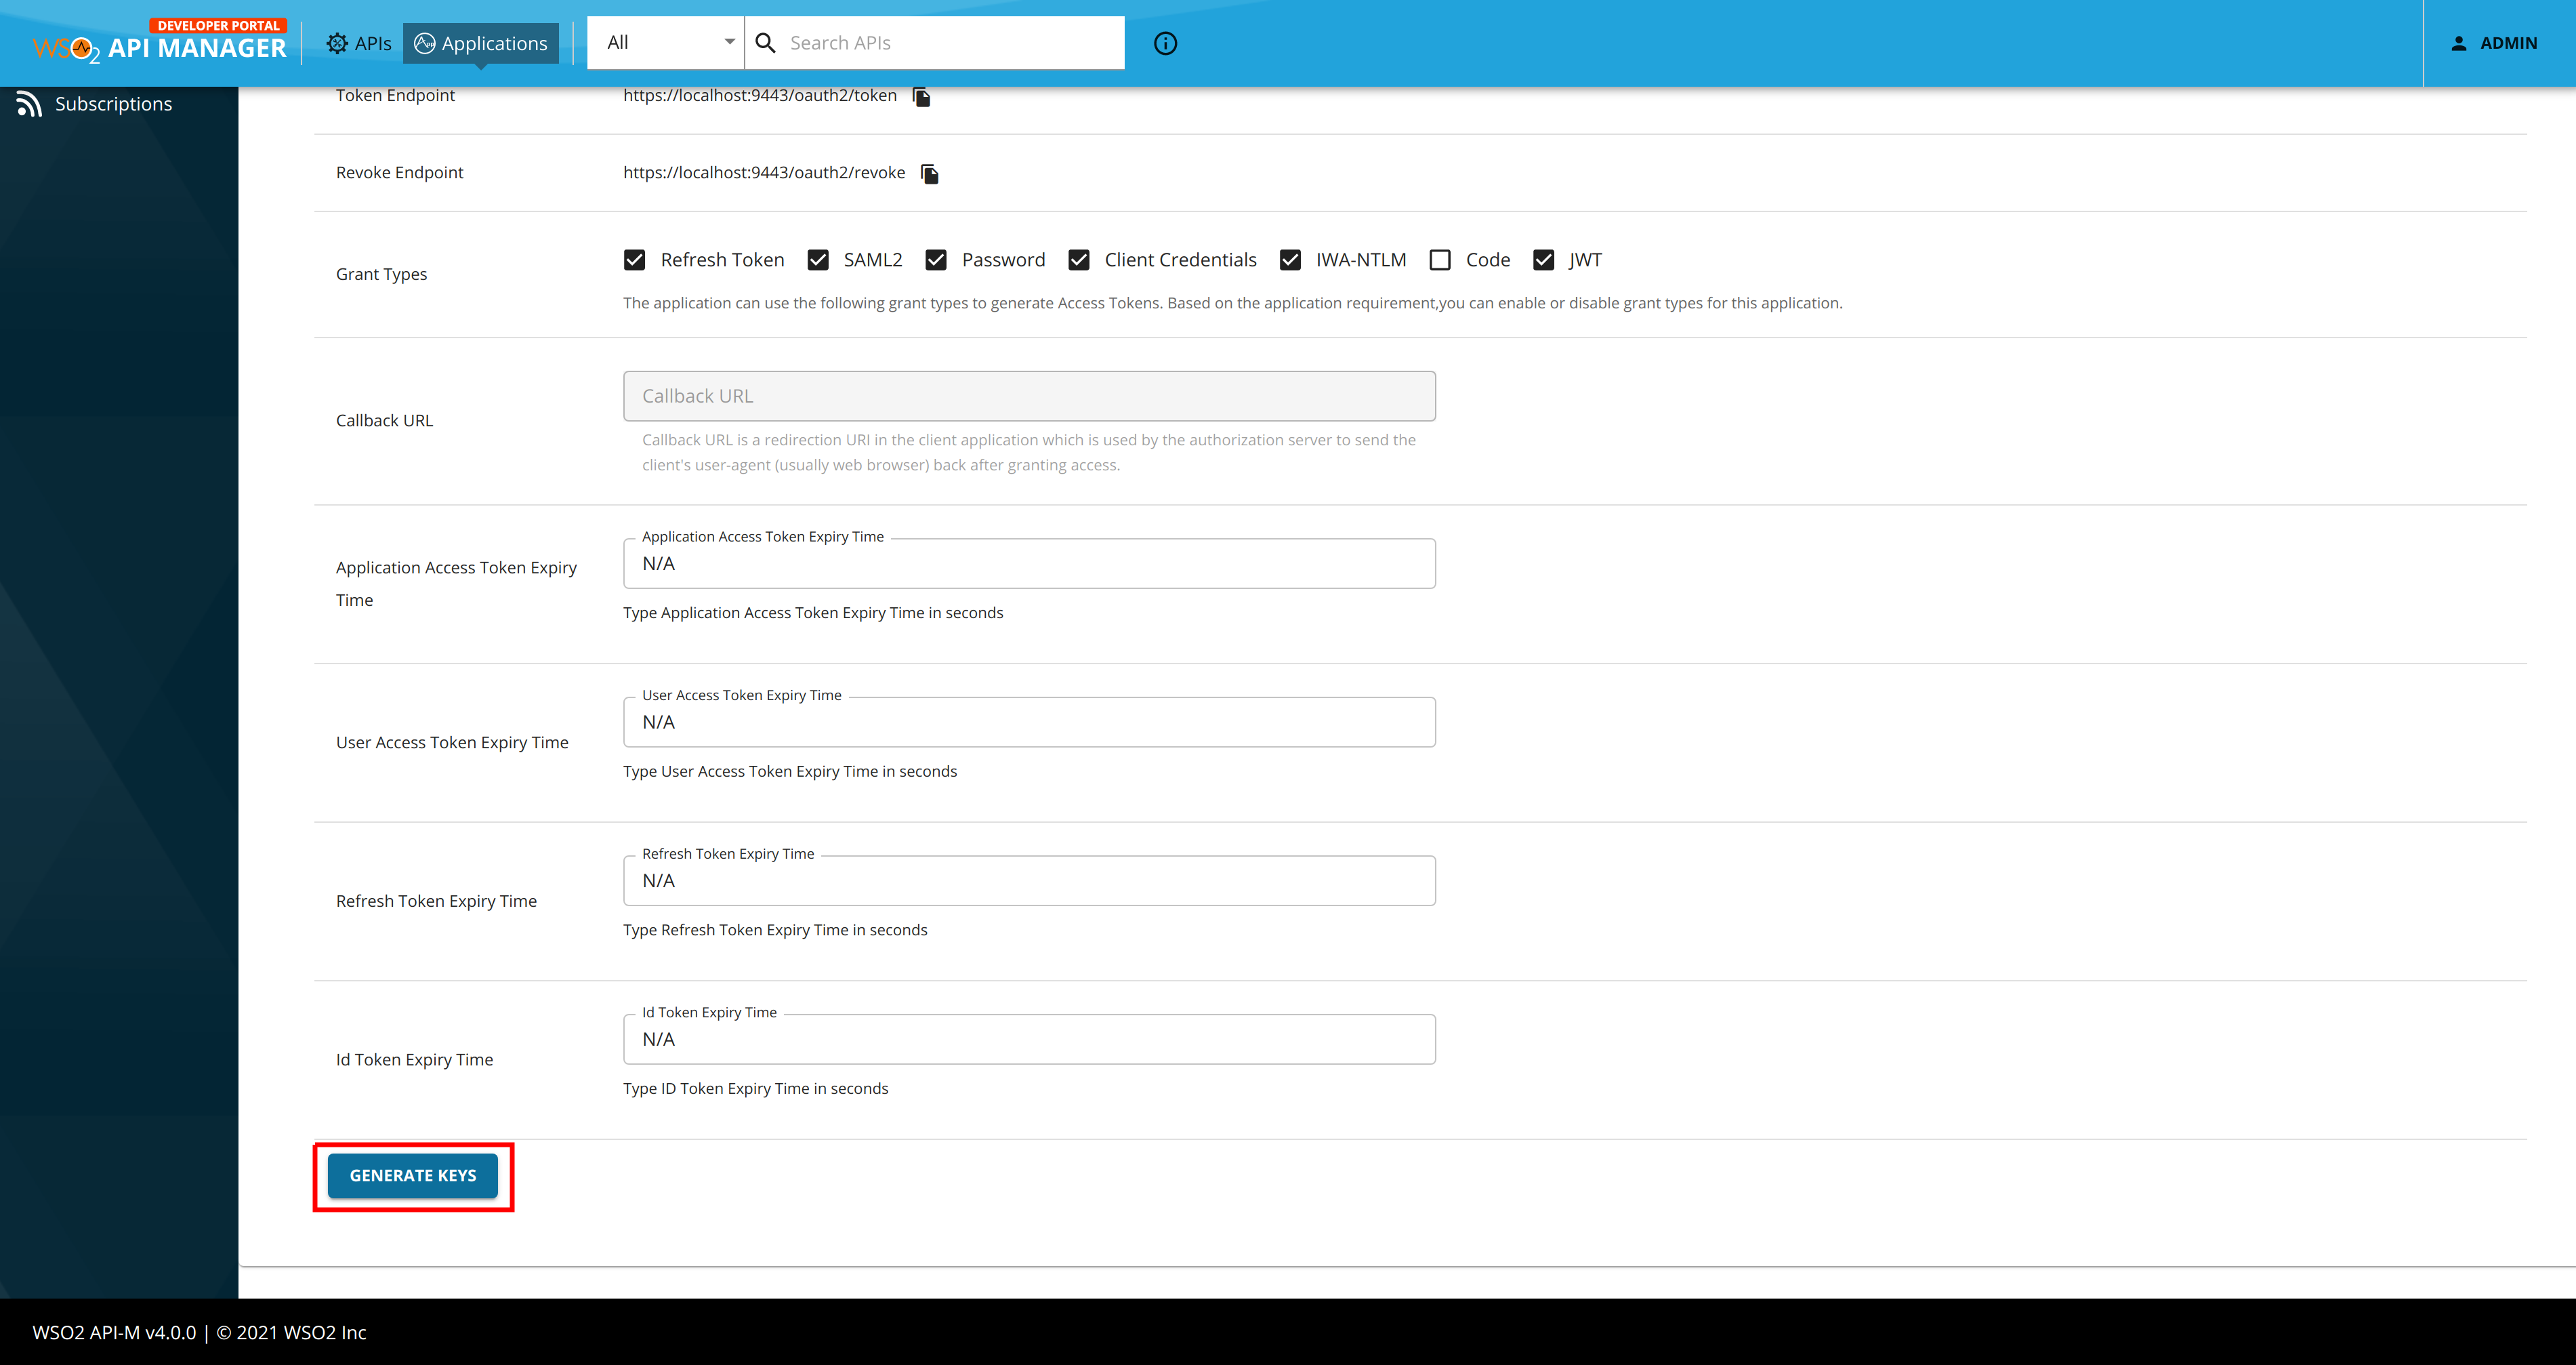 DEVELOPER PORTAL
WSO2 API MANAGER
APIs
App
Applications
All
Search APIs
ADMIN
Subscriptions
Token Endpoint
https://localhost:9443/oauth2/token
Revoke Endpoint
https://localhost:9443/oauth2/revoke
Grant Types
Refresh Token SAML2 Password Client Credentials IWA-NTLM Code JWT
The application can use the following grant types to generate Access Tokens. Based on the application requirement,you can enable or disable grant types for this application.
Callback URL
Callback URL
Callback URL is a redirection URI in the client application which is used by the authorization server to send the
client's user-agent (usually web browser) back after granting access.
Application Access Token Expiry
Time
Application Access Token Expiry Time
N/A
Type Application Access Token Expiry Time in seconds
User Access Token Expiry Time
User Access Token Expiry Time
N/A
Type User Access Token Expiry Time in seconds
Refresh Token Expiry Time
Refresh Token Expiry Time
N/A
Type Refresh Token Expiry Time in seconds
Id Token Expiry Time
Id Token Expiry Time
N/A
Type ID Token Expiry Time in seconds
GENERATE KEYS
WSO2 API-M v4.0.0 | © 2021 WSO2 Inc